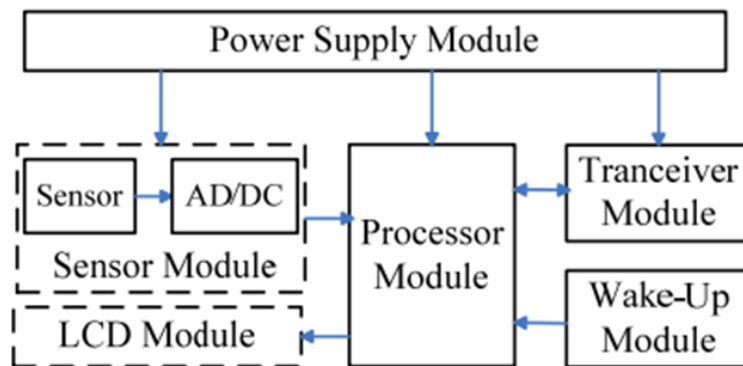 Power Supply Module
Sensor
AD/DC
Sensor Module
LCD Module
Processor
Module
Tranceiver
Module
Wake-Up
Module